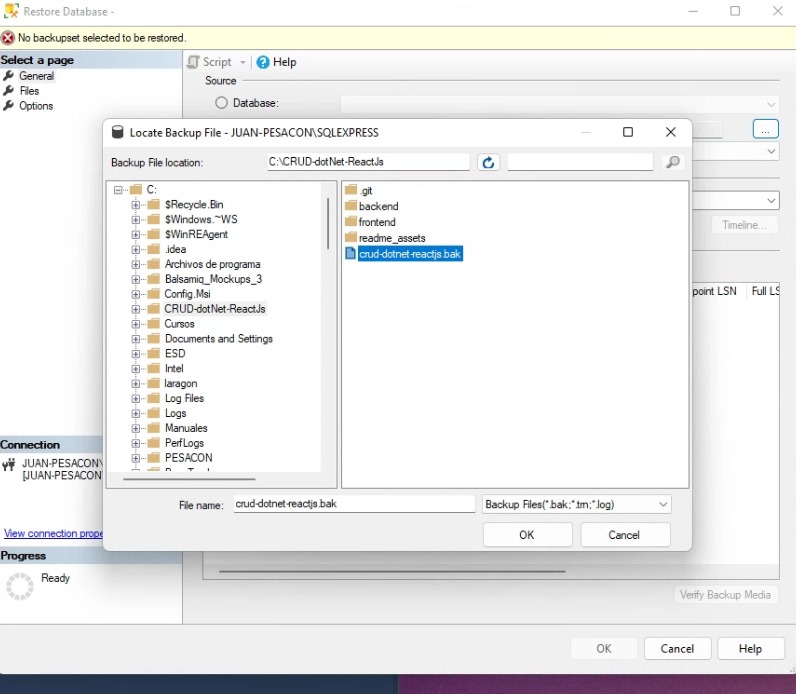 Restore Database -
No backupset selected to be restored.
Select a page
General
Files
Options
Script
Help
Source
Database:
...
Timeline...
point LSN Full LS
Locate Backup File - JUAN-PESACON\SQLEXPRESS
Backup File location: C:\CRUD-dotNet-ReactJs
C:
$Recycle.Bin
$Windows.~WS
$WinREAgent
.idea
Archivos de programa
Balsamiq_Mockups_3
Config.Msi
CRUD-dotNet-ReactJs
Cursos
Documents and Settings
ESD
Intel
laragon
Log Files
Logs
Manuales
PerfLogs
PESACON
.git
backend
frontend
readme_assets
crud-dotnet-reactjs.bak
File name: crud-dotnet-reactjs.bak Backup Files(*.bak;*.trn;*.log)
OK Cancel
Connection
JUAN-PESACON\
[JUAN-PESACON
View connection prope
Progress
Ready
Verify Backup Media
OK Cancel Help